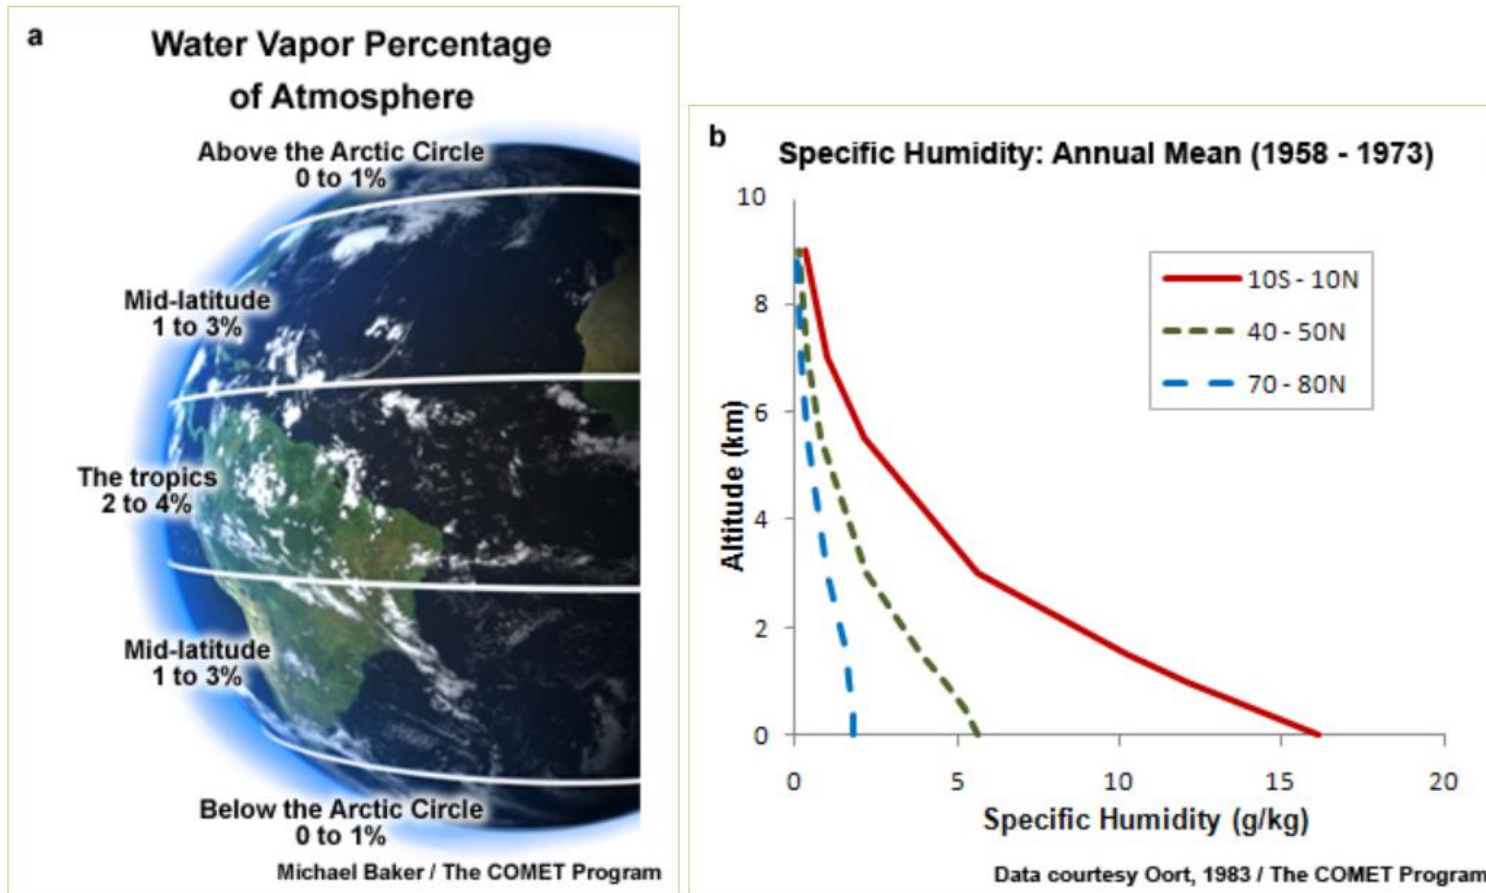 a
Water Vapor Percentage
of Atmosphere
Above the Arctic Circle
0 to 1%
Mid-latitude
1 to 3%
The tropics
2 to 4%
Mid-latitude
1 to 3%
Below the Arctic Circle
0 to 1%
Michael Baker / The COMET Program
b
Specific Humidity: Annual Mean (1958 - 1973)
10
8
6
4
2
0
Altitude (km)
10S - 10N
40 - 50N
70 - 80N
0 5 10 15 20
Specific Humidity (g/kg)
Data courtesy Oort, 1983 / The COMET Program